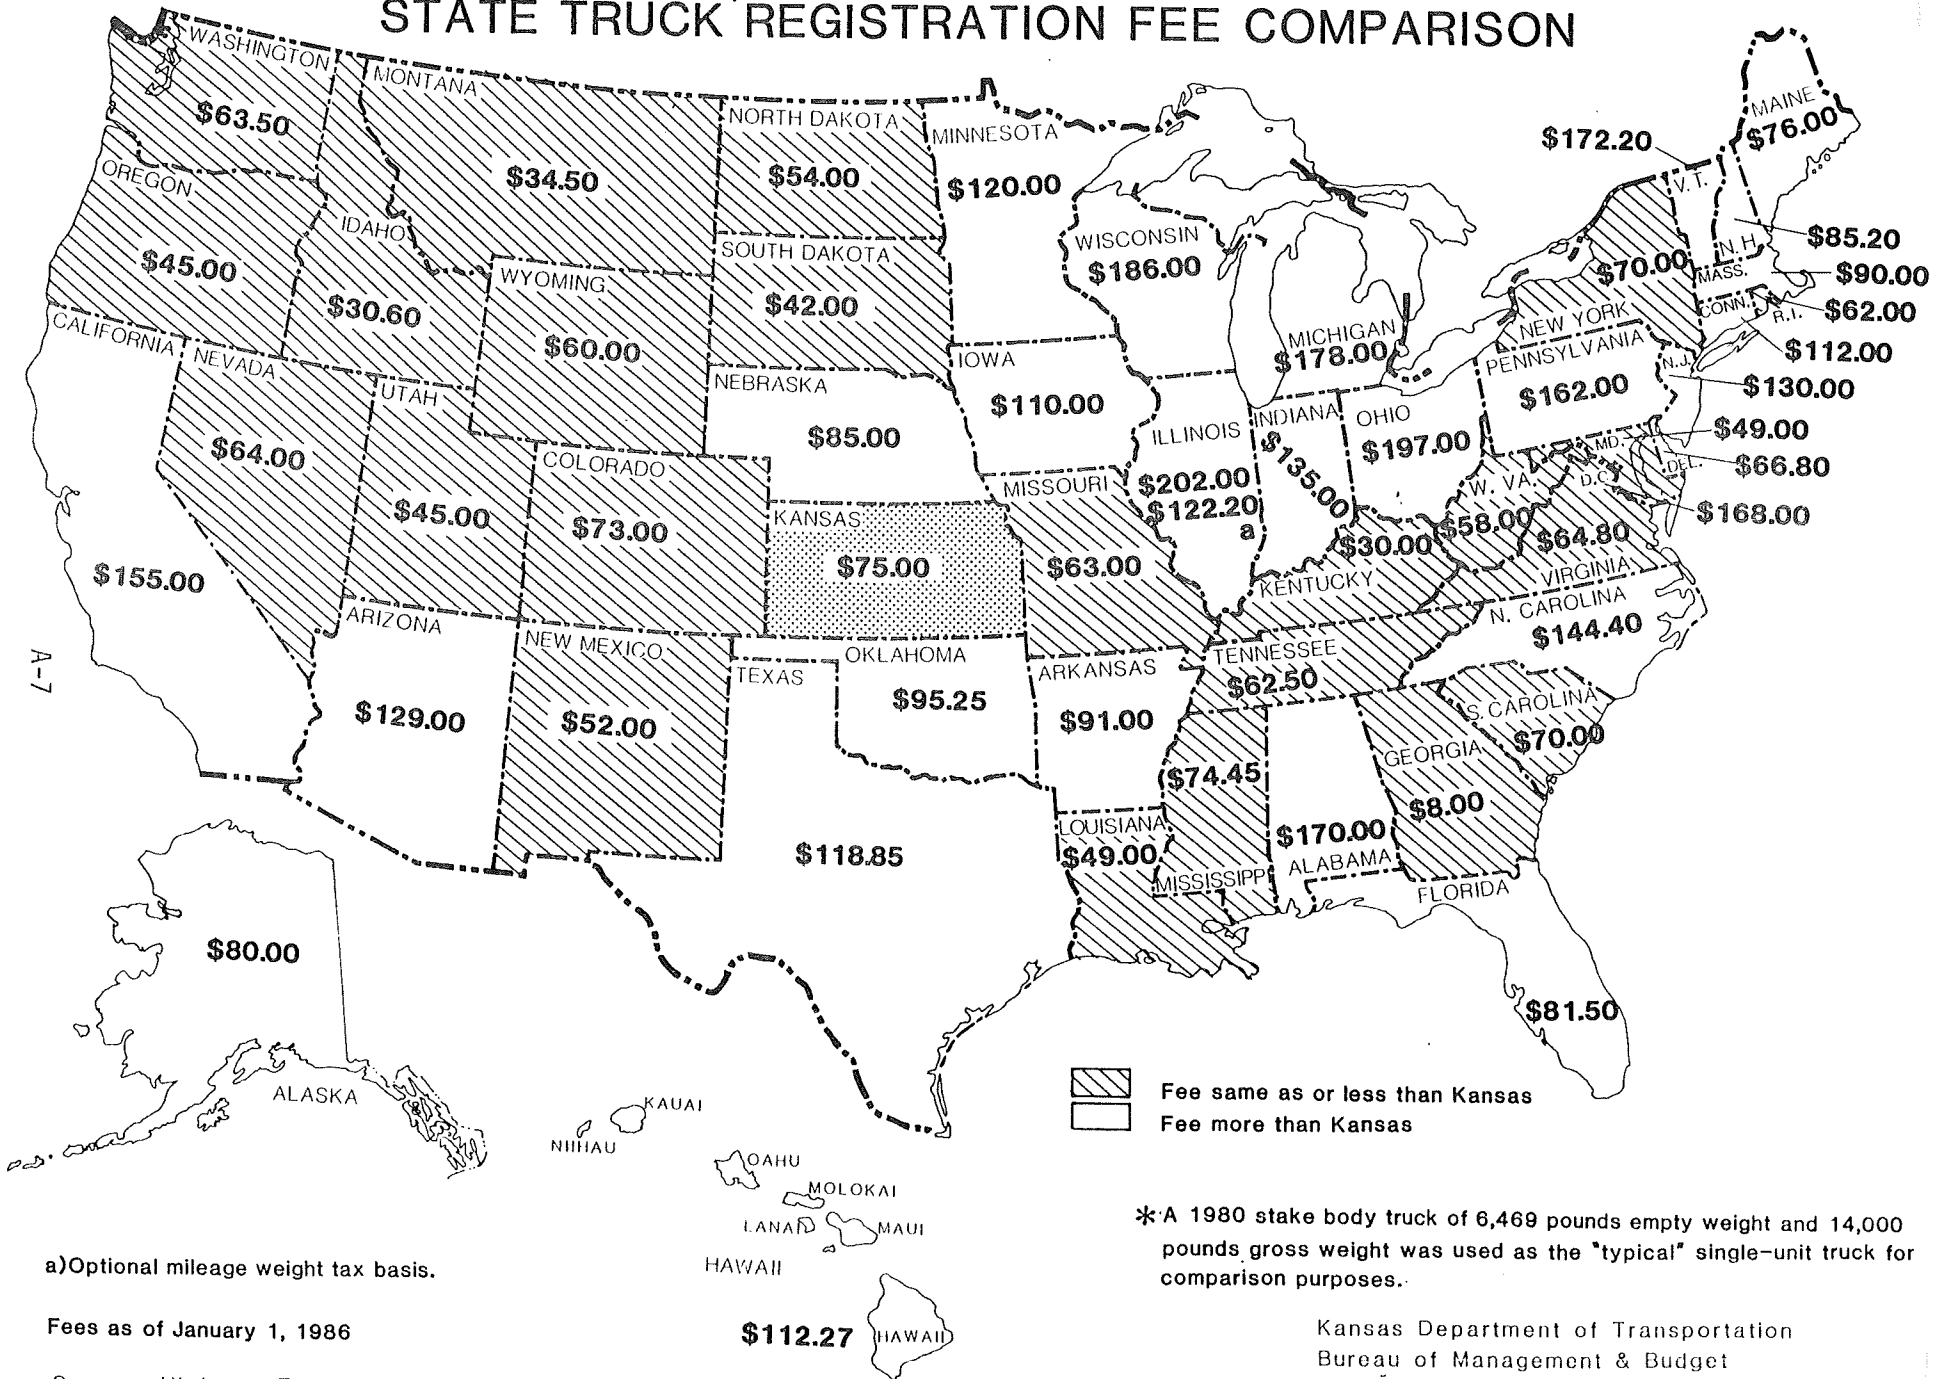 STATE TRUCK REGISTRATION FEE COMPARISON
WASHINGTON
$63.50
MONTANA
$34.50
NORTH DAKOTA
$54.00
MINNESOTA
$120.00
MAINE
$76.00
$172.20
V.T.
OREGON
$45.00
IDAHO
$30.60
WYOMING
$60.00
SOUTH DAKOTA
$42.00
WISCONSIN
$186.00
MICHIGAN
$178.00
NEW YORK
$70.00
N.H.
$85.20
MASS.
$90.00
CONN.
R.I.
$62.00
$112.00
CALIFORNIA
$155.00
NEVADA
$64.00
UTAH
$45.00
COLORADO
$73.00
NEBRASKA
$85.00
IOWA
$110.00
ILLINOIS
$202.00
$122.20
a
INDIANA
$135.00
OHIO
$197.00
PENNSYLVANIA
$162.00
N.J.
$130.00
MD.
$49.00
DEL.
$66.80
D.C.
$168.00
KANSAS
$75.00
MISSOURI
$63.00
KENTUCKY
$30.00
W. VA.
$58.00
$64.80
VIRGINIA
N. CAROLINA
$144.40
A-7
ARIZONA
$129.00
NEW MEXICO
$52.00
TEXAS
$118.85
OKLAHOMA
$95.25
ARKANSAS
$91.00
TENNESSEE
$62.50
S. CAROLINA
$70.00
GEORGIA
$8.00
$74.45
MISSISSIPPI
$170.00
ALABAMA
LOUISIANA
$49.00
FLORIDA
$81.50
$80.00
ALASKA
KAUAI
NIIHAU
OAHU
MOLOKAI
LANAI
MAUI
HAWAII
$112.27
HAWAII
Fee same as or less than Kansas
Fee more than Kansas
* A 1980 stake body truck of 6,469 pounds empty weight and 14,000
pounds gross weight was used as the "typical" single-unit truck for
comparison purposes.
a)Optional mileage weight tax basis.
Fees as of January 1, 1986
Kansas Department of Transportation
Bureau of Management & Budget